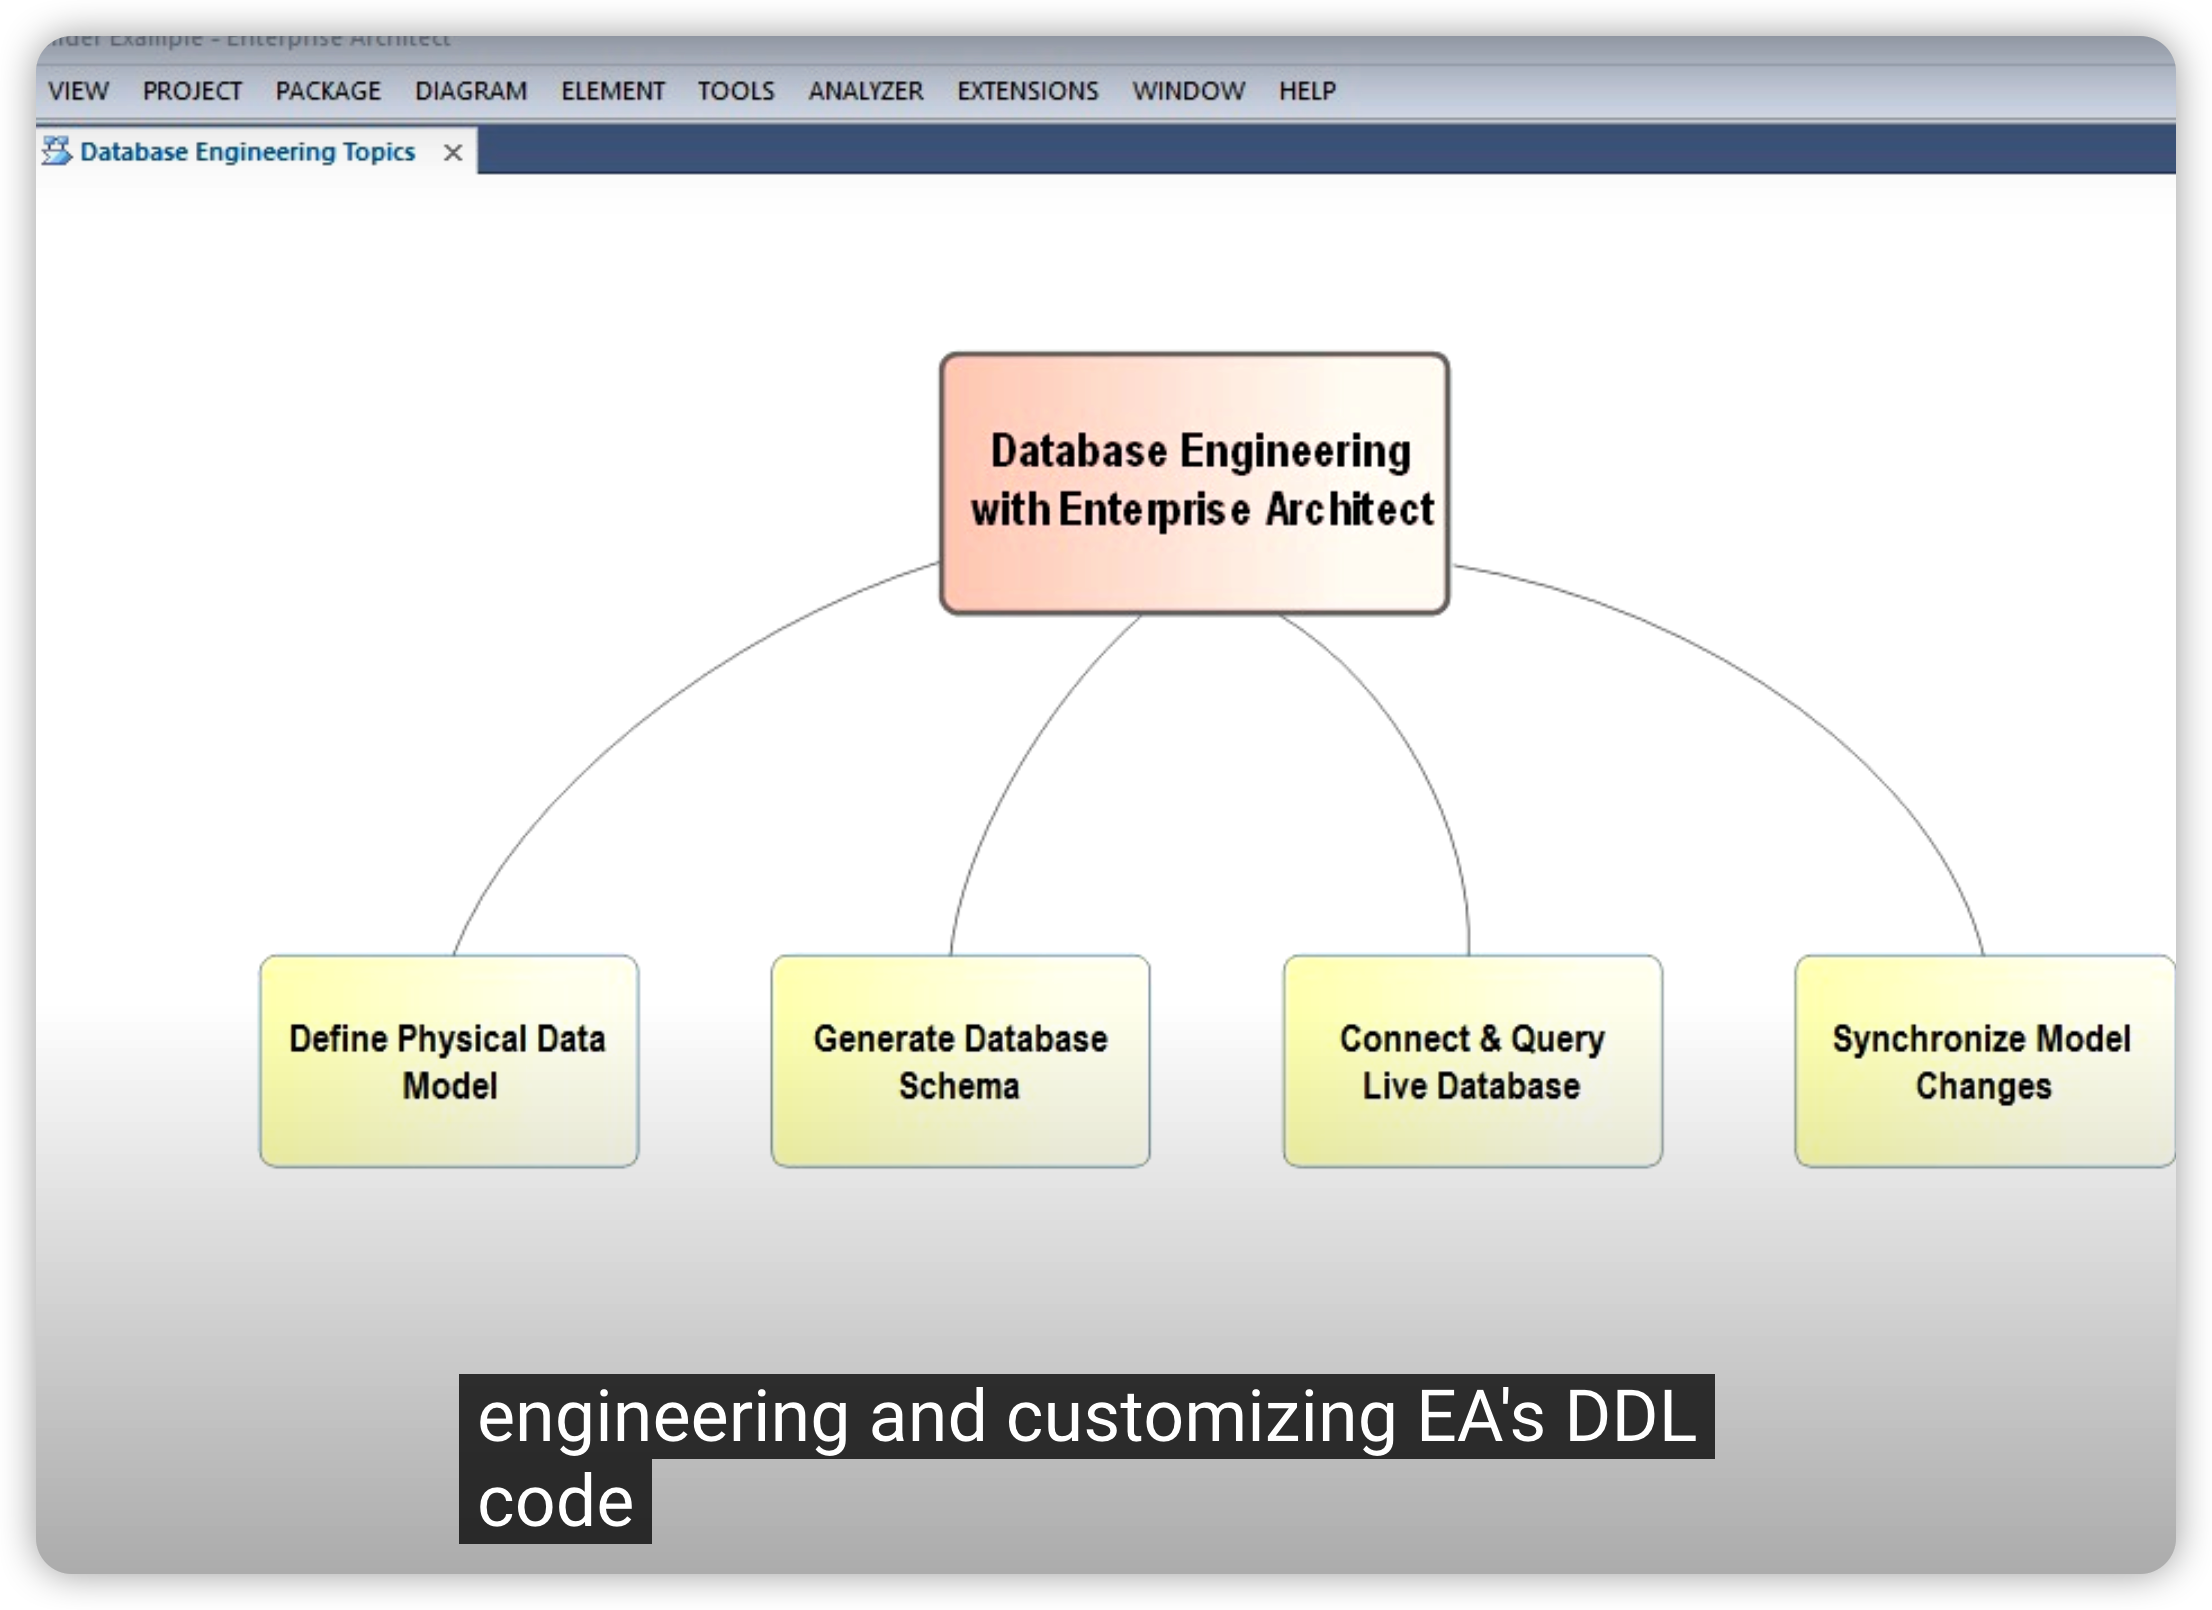 Example - Enterprise Architect
VIEW PROJECT PACKAGE DIAGRAM ELEMENT TOOLS ANALYZER EXTENSIONS WINDOW HELP
Database Engineering Topics
Database Engineering
with Enterprise Architect
Define Physical Data
Model
Generate Database
Schema
Connect & Query
Live Database
Synchronize Model
Changes
engineering and customizing EA's DDL
code